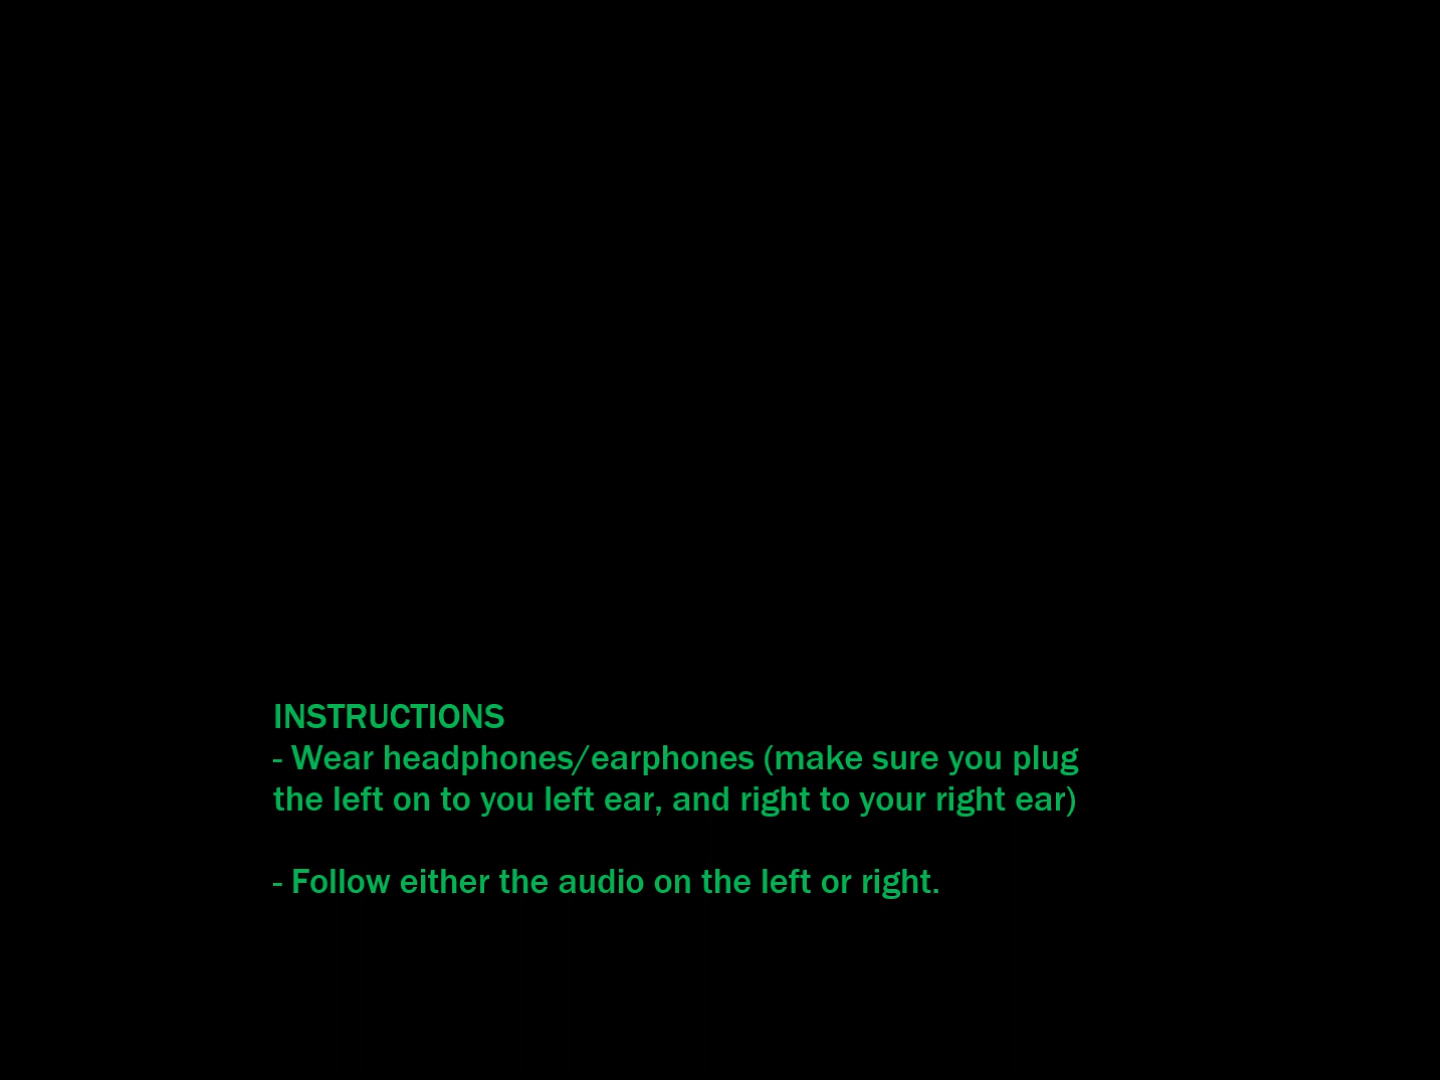 INSTRUCTIONS
- Wear headphones/earphones (make sure you plug
the left on to you left ear, and right to your right ear)
- Follow either the audio on the left or right.